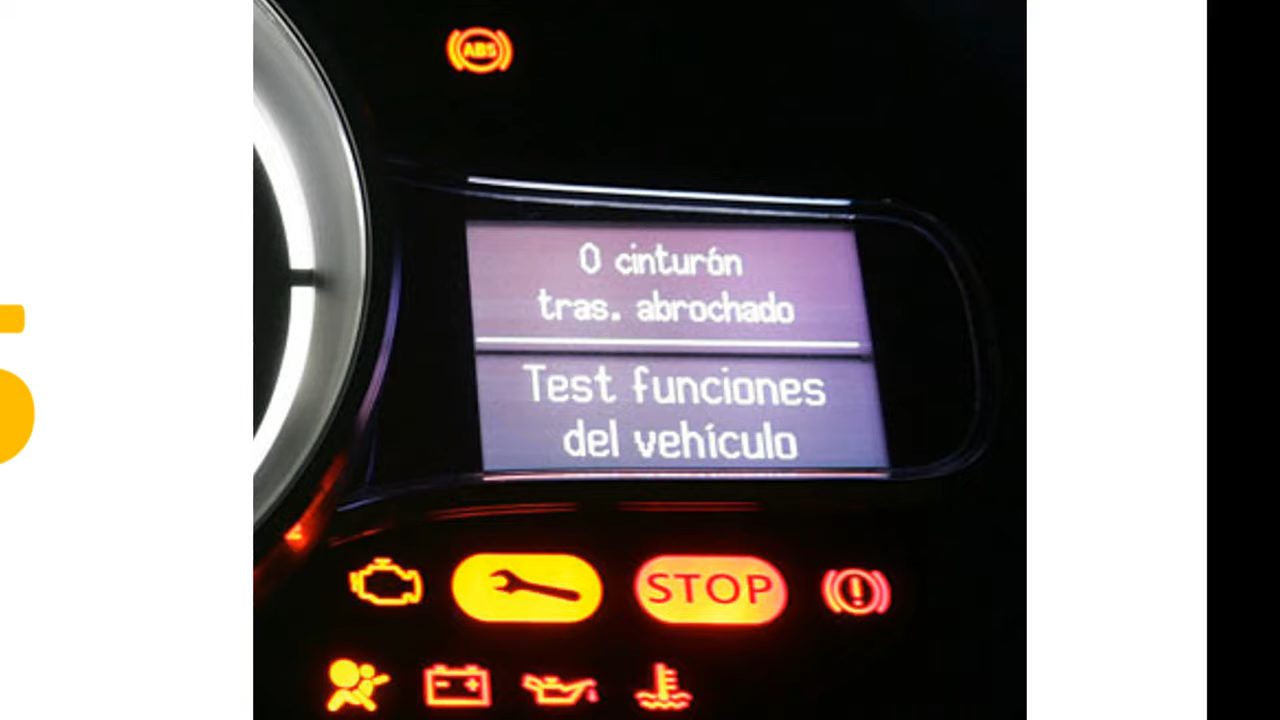 ABS
0 cinturón
tras. abrochado
Test funciones
del vehículo
STOP